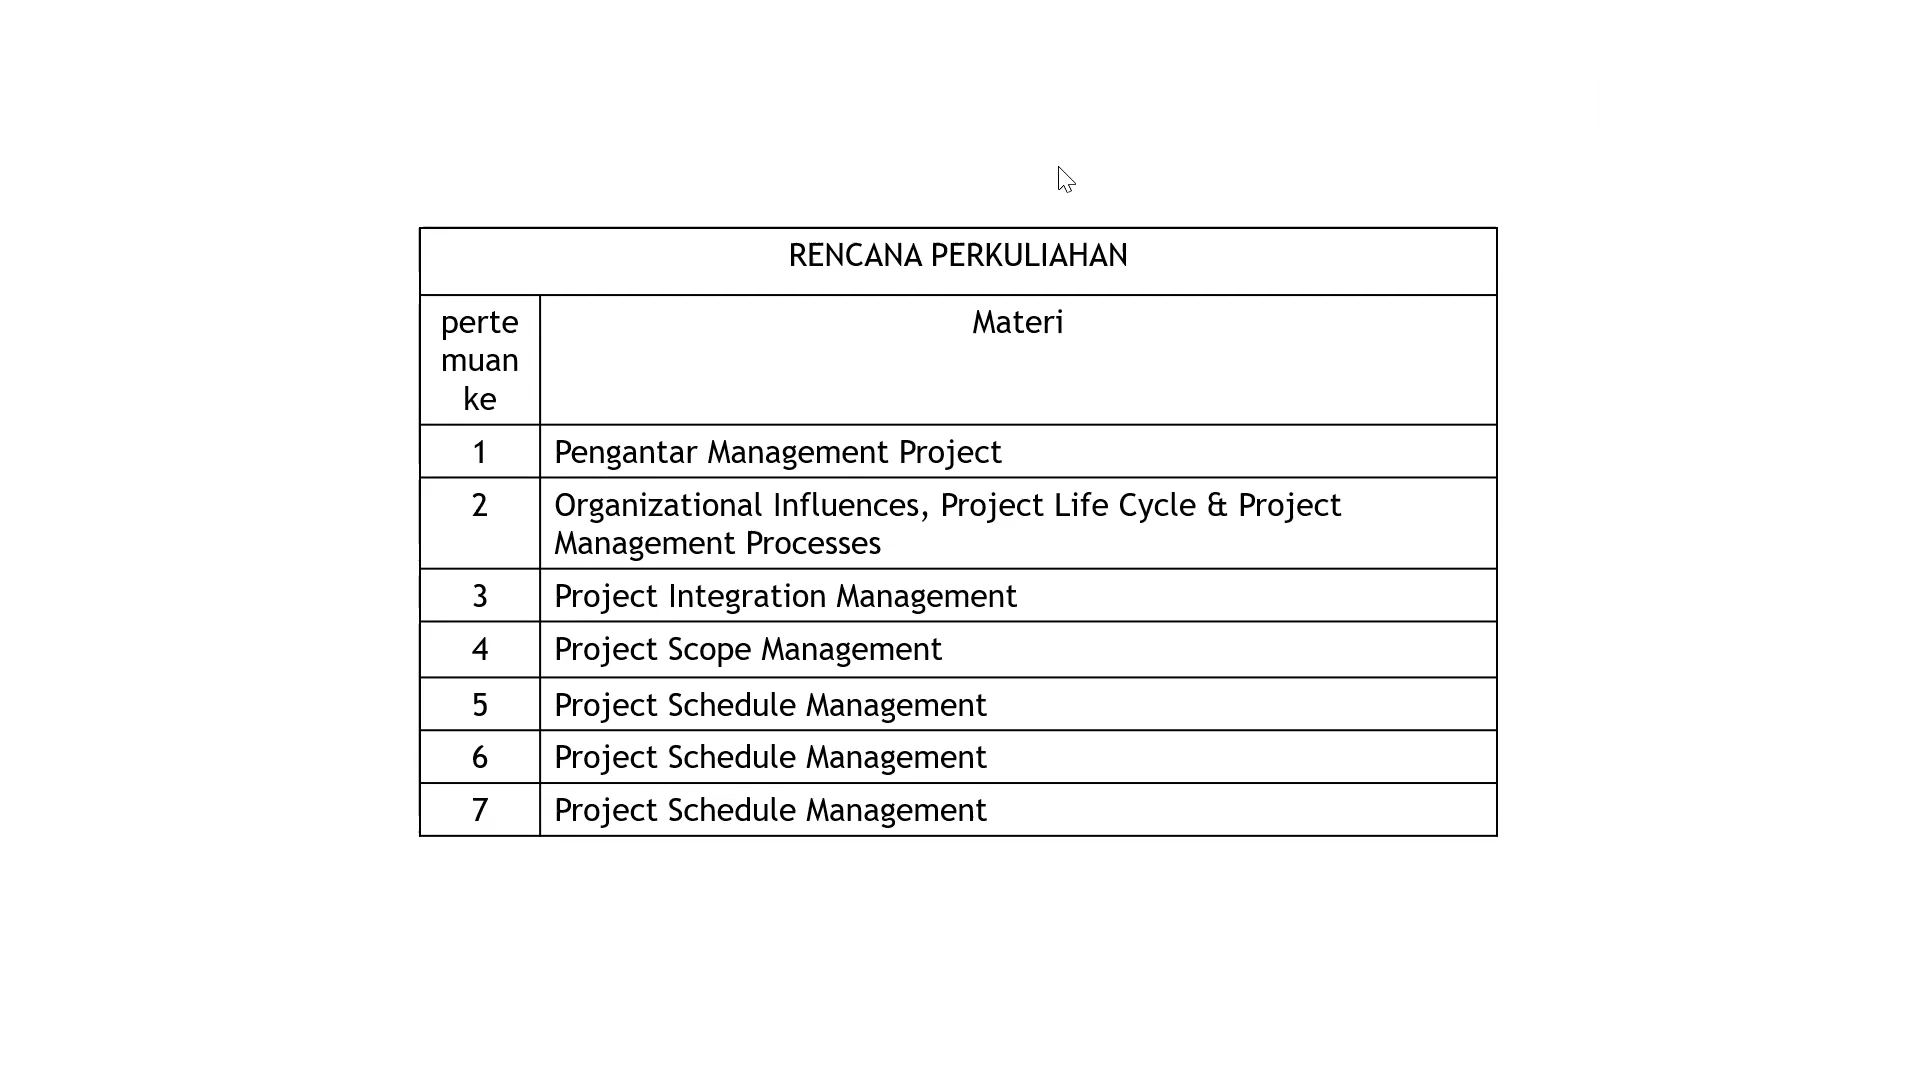 RENCANA PERKULIAHAN
perte
muan
ke
Materi
1 Pengantar Management Project
2 Organizational Influences, Project Life Cycle & Project
Management Processes
3 Project Integration Management
4 Project Scope Management
5 Project Schedule Management
6 Project Schedule Management
7 Project Schedule Management